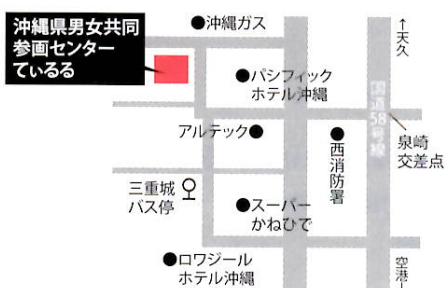 沖縄県男女共同
参画センター
てぃるる
●沖縄ガス
↑天久
●パシフィック
ホテル沖縄
国道58号線
アルテック●
●西消防署
泉崎
交差点
三重城
バス停
●スーパー
かねひで
●ロワジール
ホテル沖縄
空港